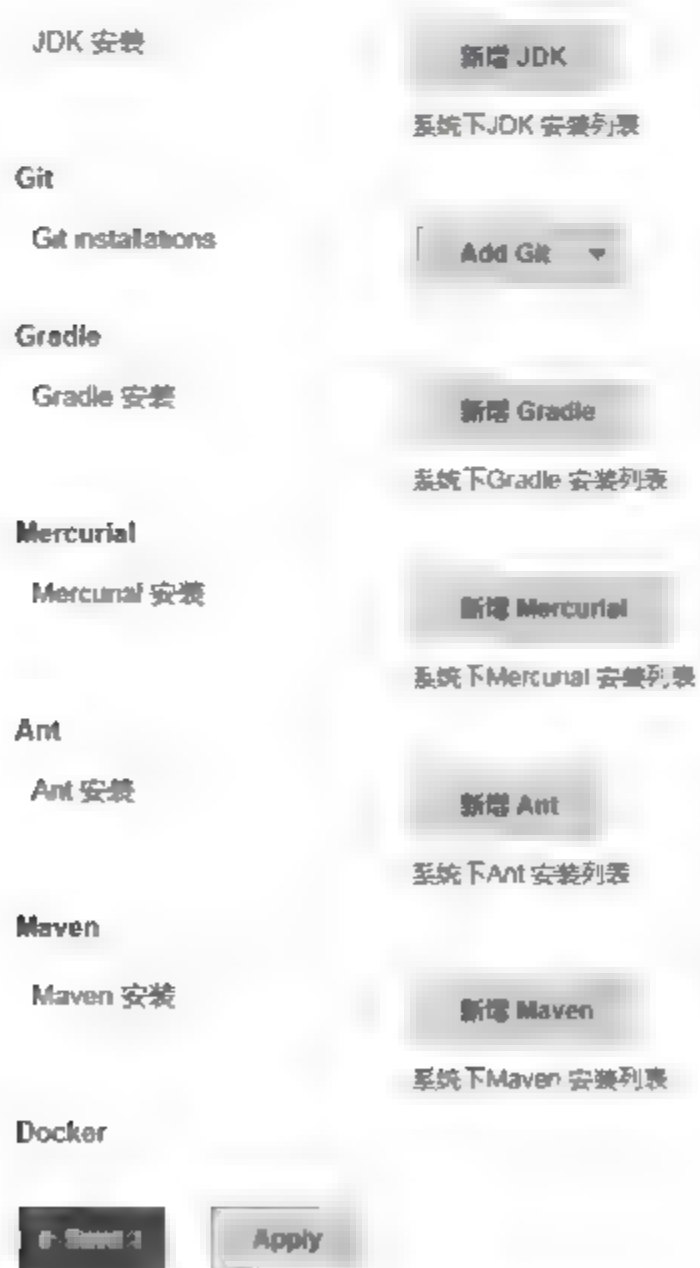 JDK 安装
新增 JDK
系统下JDK 安装列表
Git
Git installations
Add Git
Gradle
Gradle 安装
新增 Gradle
系统下Gradle 安装列表
Mercurial
Mercurial 安装
新增 Mercurial
系统下Mercurial 安装列表
Ant
Ant 安装
新增 Ant
系统下Ant 安装列表
Maven
Maven 安装
新增 Maven
系统下Maven 安装列表
Docker
Apply